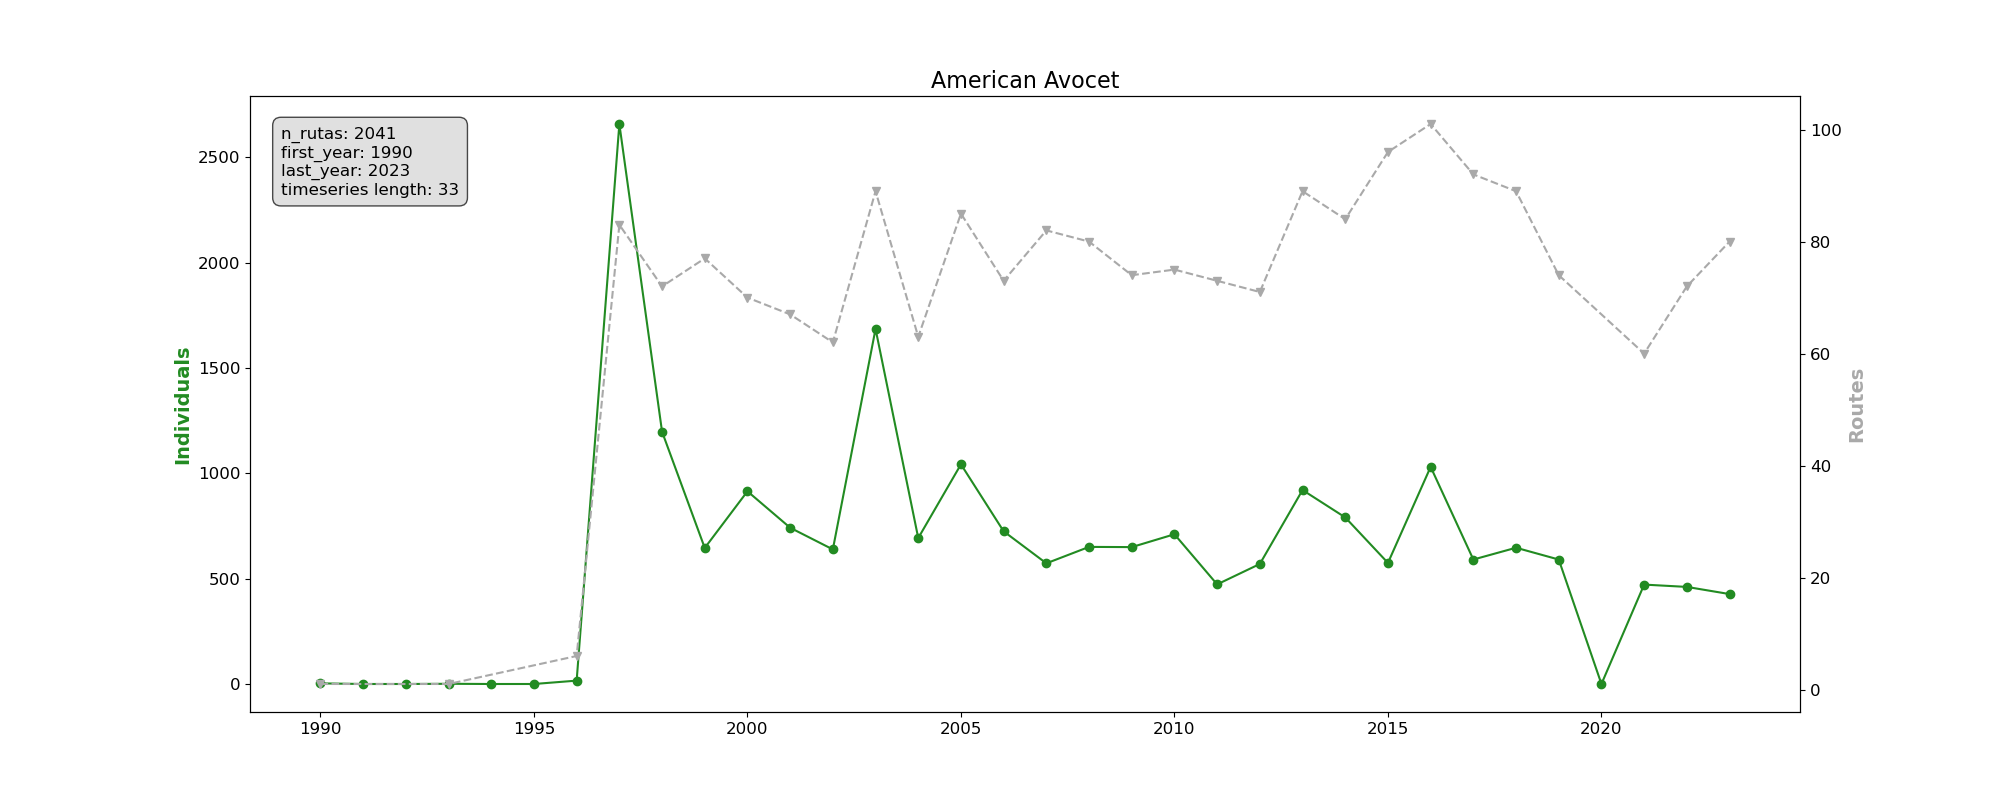 American Avocet
n_rutas: 2041
first_year: 1990
last_year: 2023
timeseries length: 33
Individuals
2500
2000
1500
1000
500
0
100
80
60
40
20
0
Routes
1990 1995 2000 2005 2010 2015 2020